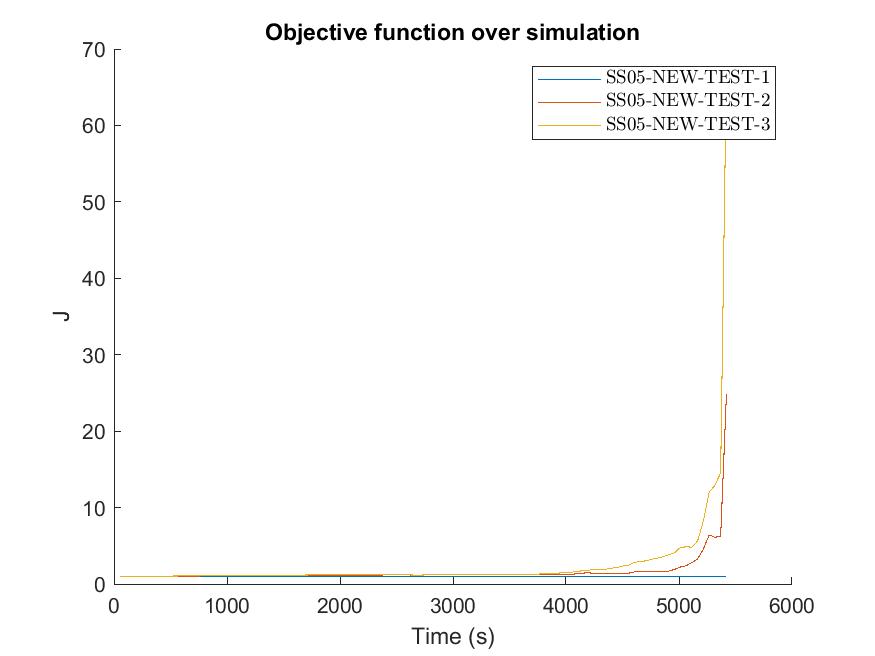 Objective function over simulation
70
60
50
40
30
20
10
0
J
SS05-NEW-TEST-1
SS05-NEW-TEST-2
SS05-NEW-TEST-3
0 1000 2000 3000 4000 5000 6000
Time (s)